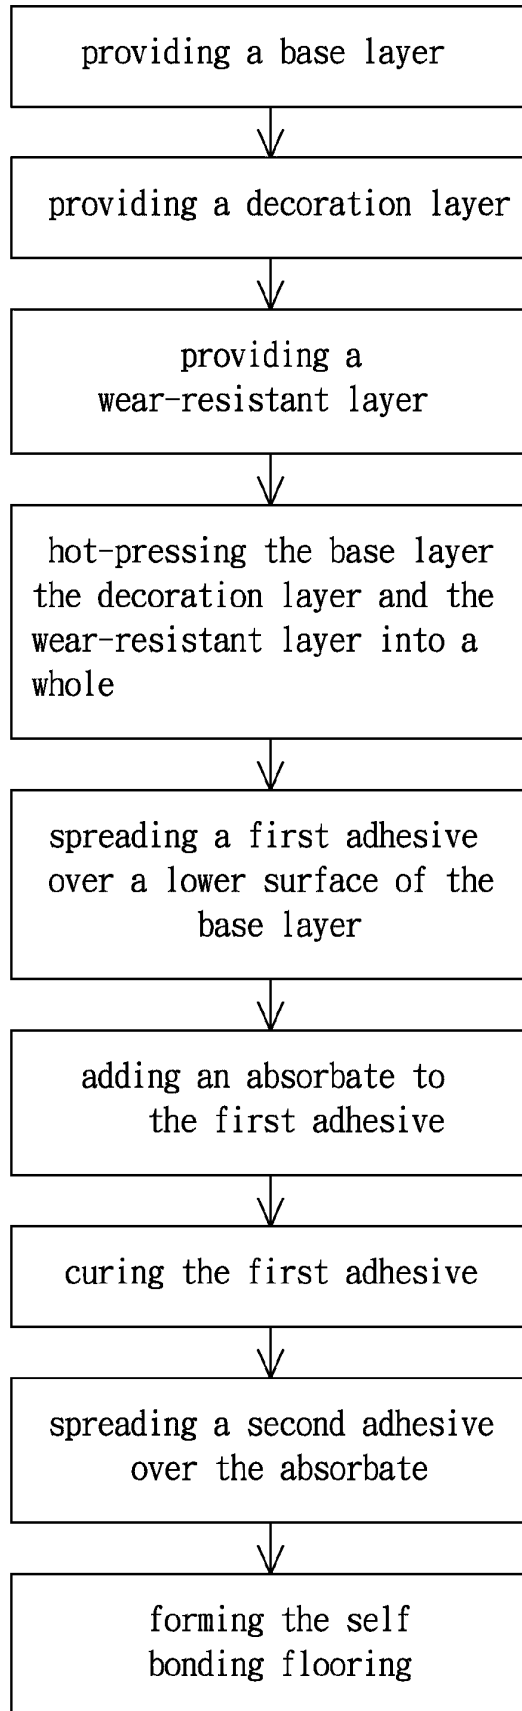 providing a base layer
providing a decoration layer
providing a
wear-resistant layer
hot-pressing the base layer
the decoration layer and the
wear-resistant layer into a
whole
spreading a first adhesive
over a lower surface of the
base layer
adding an absorbate to
the first adhesive
curing the first adhesive
spreading a second adhesive
over the absorbate
forming the self
bonding flooring